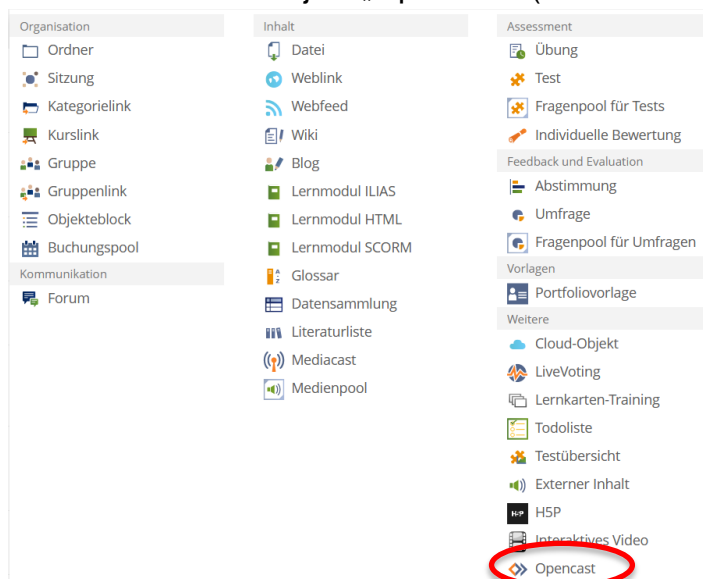 Organisation
Ordner
Sitzung
Kategorielink
Kurslink
Gruppe
Gruppenlink
Objekteblock
Buchungspool
Kommunikation
Forum
Inhalt
Datei
Weblink
Webfeed
Wiki
Blog
Lernmodul ILIAS
Lernmodul HTML
Lernmodul SCORM
Glossar
Datensammlung
Literaturliste
Mediacast
Medienpool
Assessment
Übung
Test
Fragenpool für Tests
Individuelle Bewertung
Feedback und Evaluation
Abstimmung
Umfrage
Fragenpool für Umfragen
Vorlagen
Portfoliovorlage
Weitere
Cloud-Objekt
LiveVoting
Lernkarten-Training
Todoliste
Testübersicht
Externer Inhalt
H5P H5P
Interaktives Video
Opencast